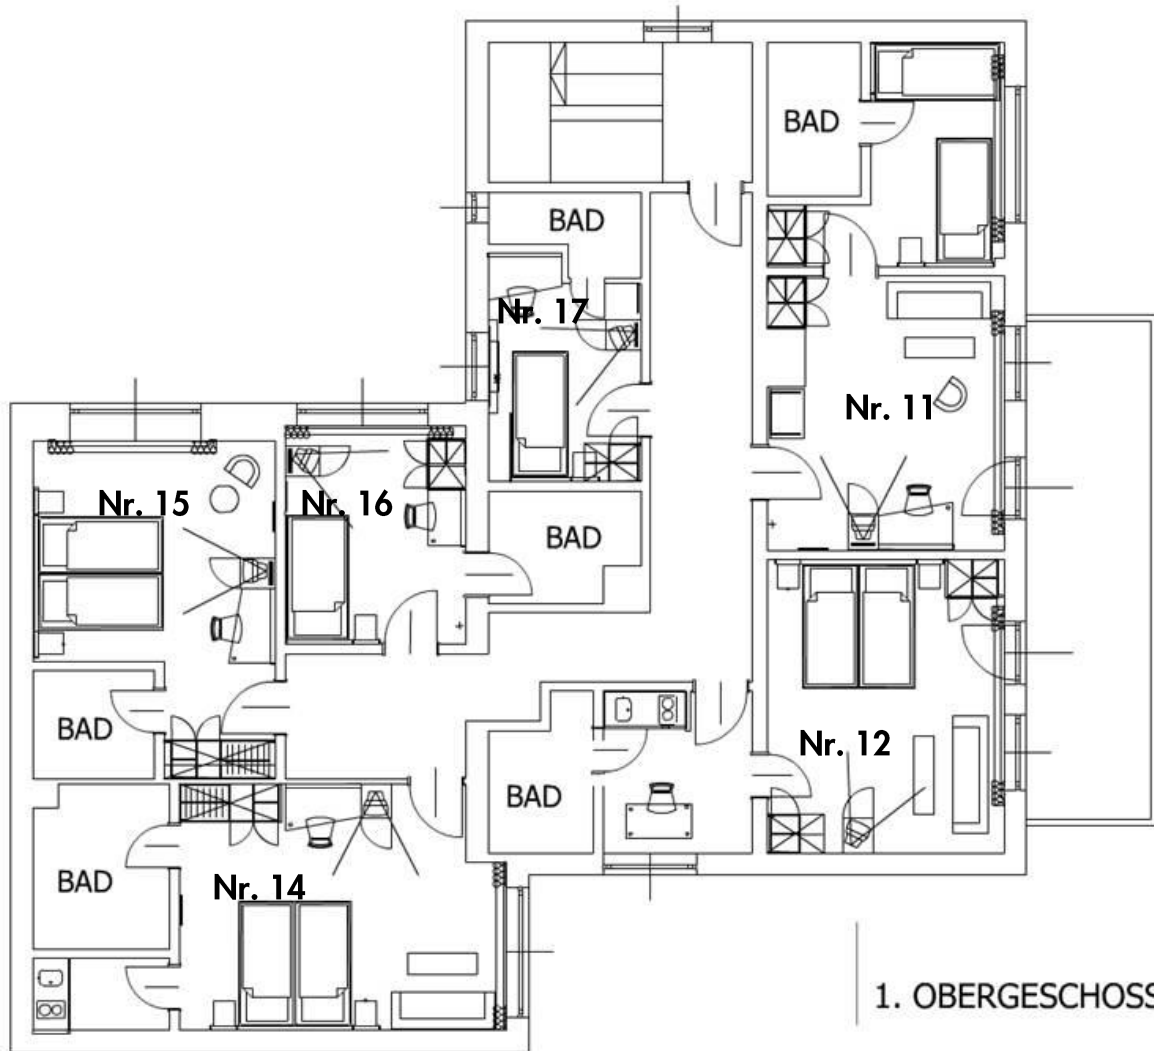 BAD
BAD
Nr. 17
Nr. 11
Nr. 15
Nr. 16
BAD
BAD
Nr. 12
BAD
BAD
Nr. 14
1. OBERGESCHOSS